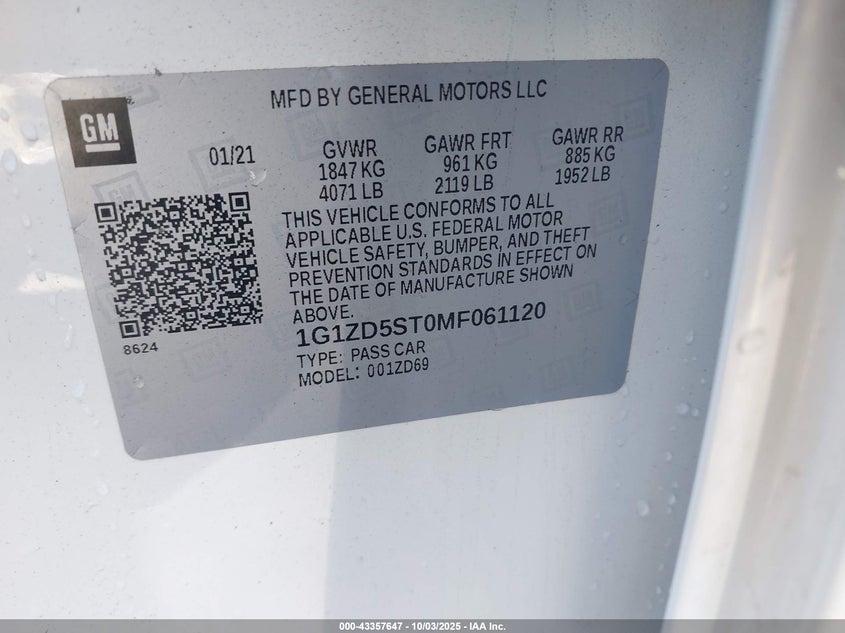 MFD BY GENERAL MOTORS LLC
GM
01/21
GVWR
1847 KG
4071 LB
GAWR FRT
961 KG
2119 LB
GAWR RR
885 KG
1952 LB
THIS VEHICLE CONFORMS TO ALL
APPLICABLE U.S. FEDERAL MOTOR
VEHICLE SAFETY, BUMPER, AND THEFT
PREVENTION STANDARDS IN EFFECT ON
THE DATE OF MANUFACTURE SHOWN
ABOVE.
8624
1G1ZD5ST0MF061120
TYPE: PASS CAR
MODEL: 001ZD69
000-43357647 - 10/03/2025 - IAA Inc.